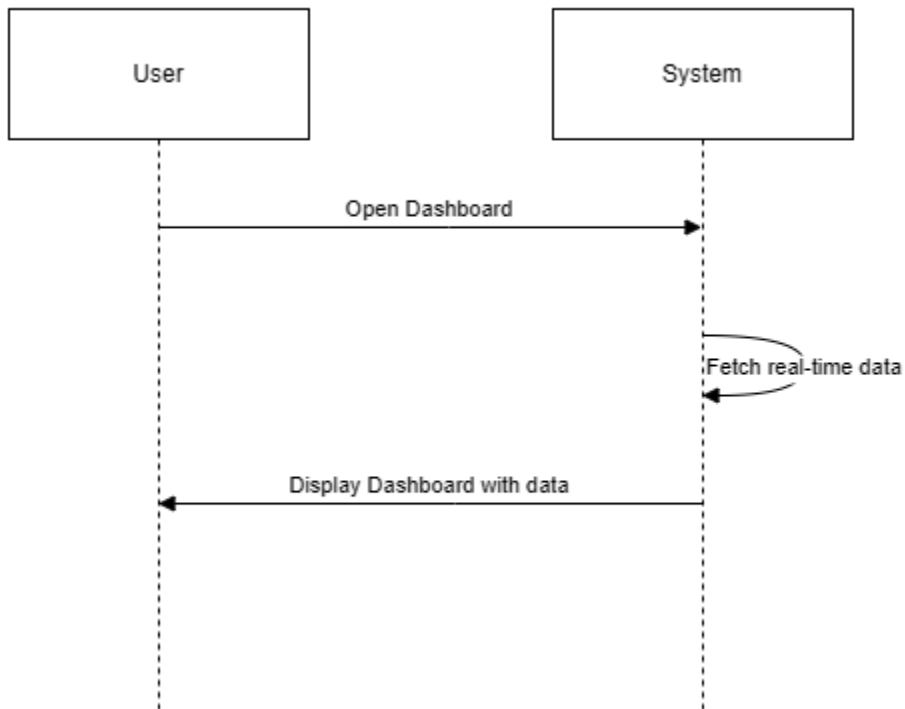 User
System
Open Dashboard
Fetch real-time data
Display Dashboard with data